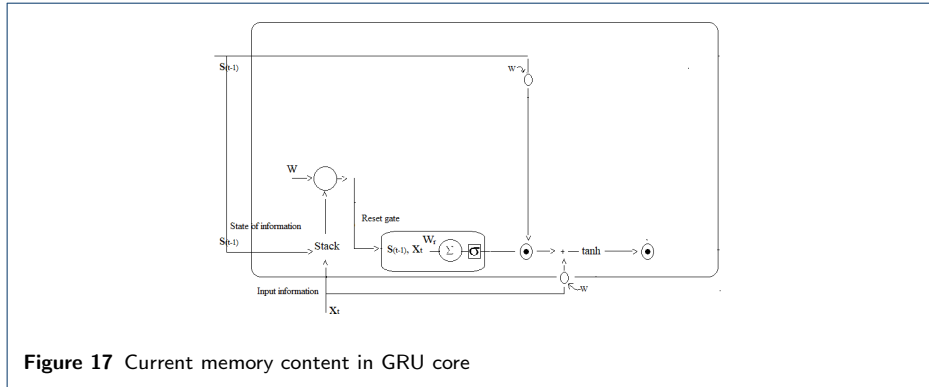 S(t-1)
W
W
Reset gate
State of information
S(t-1)
Stack
S(t-1), Xt Wr Σ σ
+ tanh
Input information
W
Xt
Figure 17 Current memory content in GRU core